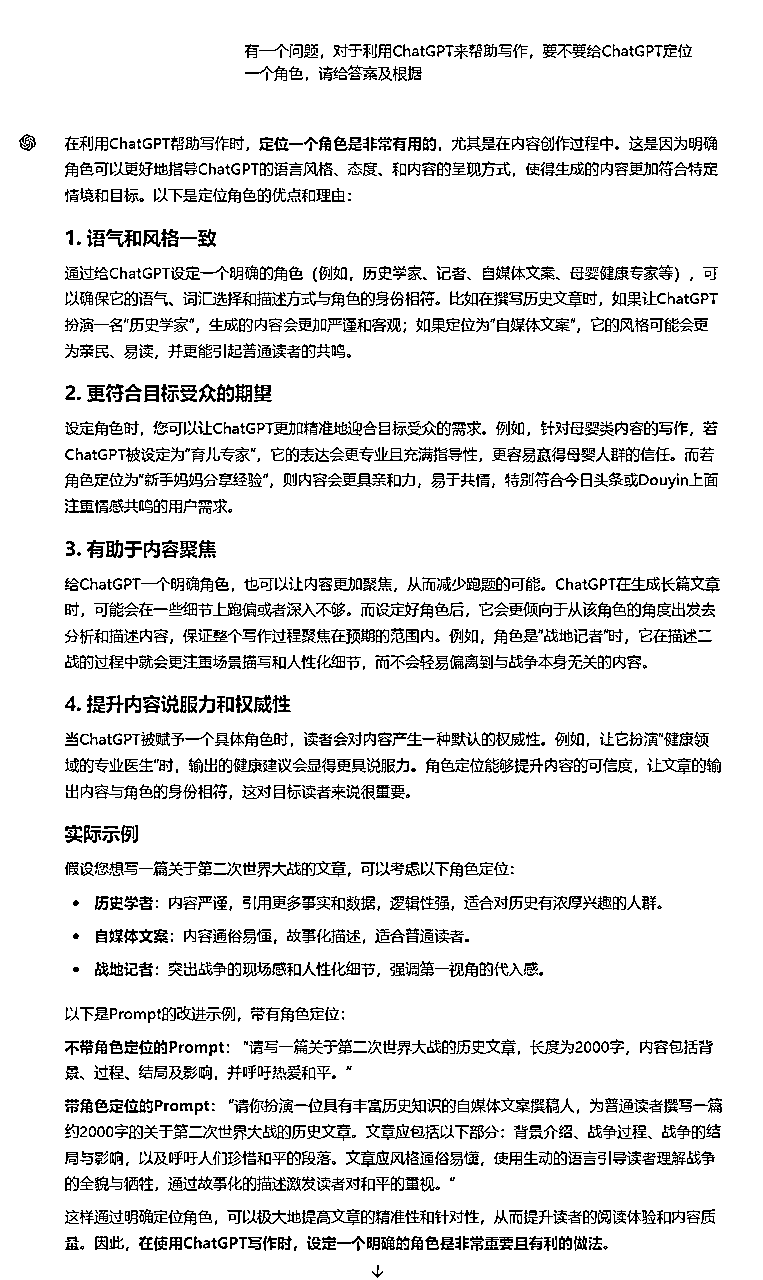 有一个问题，对于利用ChatGPT来帮助写作，要不要给ChatGPT定位
一个角色，请给答案及根据
在利用ChatGPT帮助写作时，定位一个角色是非常有用的，尤其是在内容创作过程中。这是因为明确
角色可以更好地指导ChatGPT的语言风格、态度、和内容的呈现方式，使得生成的内容更加符合特定
情境和目标。以下是定位角色的优点和理由：
1. 语气和风格一致
通过给ChatGPT设定一个明确的角色（例如，历史学家、记者、自媒体文案、母婴健康专家等），可
以确保它的语气、词汇选择和描述方式与角色的身份相符。比如在撰写历史文章时，如果让ChatGPT
扮演一名“历史学家”，生成的内容会更加严谨和客观；如果定位为“自媒体文案”，它的风格可能会更
为亲民、易读，并更能引起普通读者的共鸣。
2. 更符合目标受众的期望
设定角色时，您可以让ChatGPT更加精准地迎合目标受众的需求。例如，针对母婴类内容的写作，若
ChatGPT被设定为“育儿专家”，它的表达会更专业且充满指导性，更容易赢得母婴人群的信任。而若
角色定位为“新手妈妈分享经验”，则内容会更具亲和力，易于共情，特别符合今日头条或Douyin上面
注重情感共鸣的用户需求。
3. 有助于内容聚焦
给ChatGPT一个明确角色，也可以让内容更加聚焦，从而减少跑题的可能。ChatGPT在生成长篇文章
时，可能会在一些细节上跑偏或者深入不够。而设定好角色后，它会更倾向于从该角色的角度出发去
分析和描述内容，保证整个写作过程聚焦在预期的范围内。例如，角色是“战地记者”时，它在描述二
战的过程中就会更注重场景描写和人性化细节，而不会轻易偏离到与战争本身无关的内容。
4. 提升内容说服力和权威性
当ChatGPT被赋予一个具体角色时，读者会对内容产生一种默认的权威性。例如，让它扮演“健康领
域的专业医生”时，输出的健康建议会显得更具说服力。角色定位能够提升内容的可信度，让文章的输
出内容与角色的身份相符，这对目标读者来说很重要。
实际示例
假设您想写一篇关于第二次世界大战的文章，可以考虑以下角色定位：
• 历史学者：内容严谨，引用更多事实和数据，逻辑性强，适合对历史有浓厚兴趣的人群。
• 自媒体文案：内容通俗易懂，故事化描述，适合普通读者。
• 战地记者：突出战争的现场感和人性化细节，强调第一视角的代入感。
以下是Prompt的改进示例，带有角色定位：
不带角色定位的Prompt：“请写一篇关于第二次世界大战的历史文章，长度为2000字，内容包括背
景、过程、结局及影响，并呼吁热爱和平。”
带角色定位的Prompt：“请你扮演一位具有丰富历史知识的自媒体文案撰稿人，为普通读者撰写一篇
约2000字的关于第二次世界大战的历史文章。文章应包括以下部分：背景介绍、战争过程、战争的结
局与影响，以及呼吁人们珍惜和平的段落。文章应风格通俗易懂，使用生动的语言引导读者理解战争
的全貌与牺牲，通过故事化的描述激发读者对和平的重视。”
这样通过明确定位角色，可以极大地提高文章的精准性和针对性，从而提升读者的阅读体验和内容质
量。因此，在使用ChatGPT写作时，设定一个明确的角色是非常重要且有利的做法。